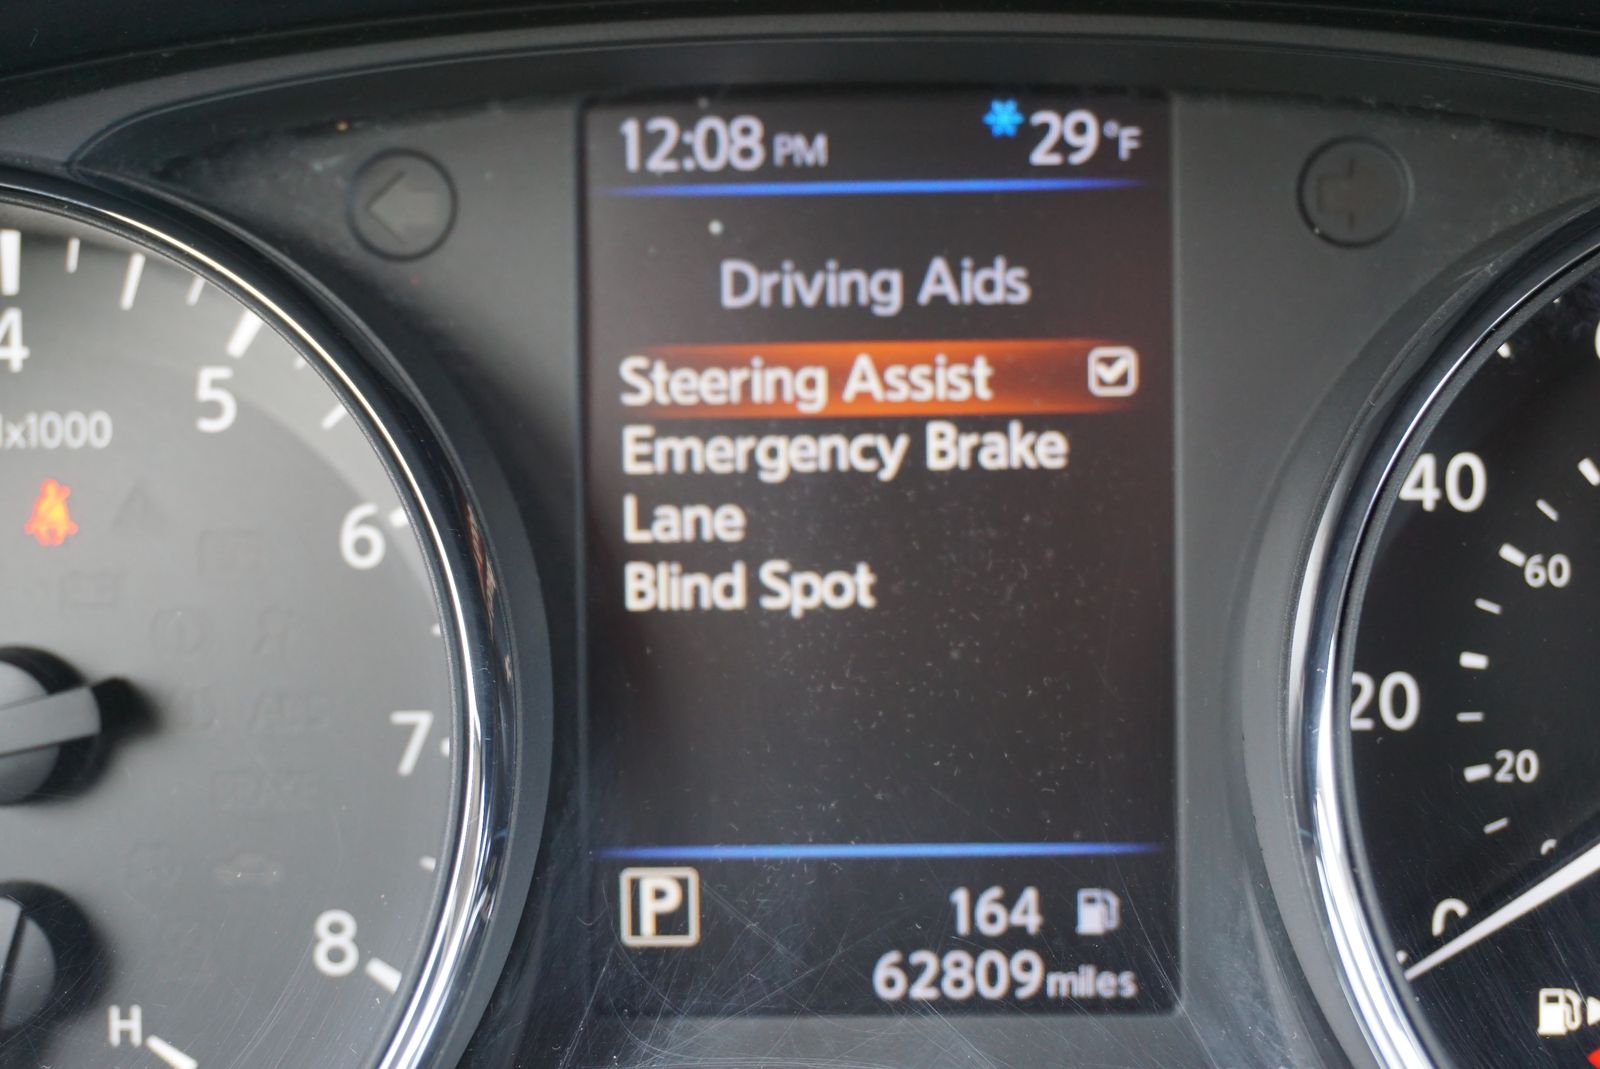 12:08 PM 29°F
Driving Aids
Steering Assist
Emergency Brake
Lane
Blind Spot
P 164
62809 miles
4
5
x1000
6
7
8
H
40
60
20
20
0